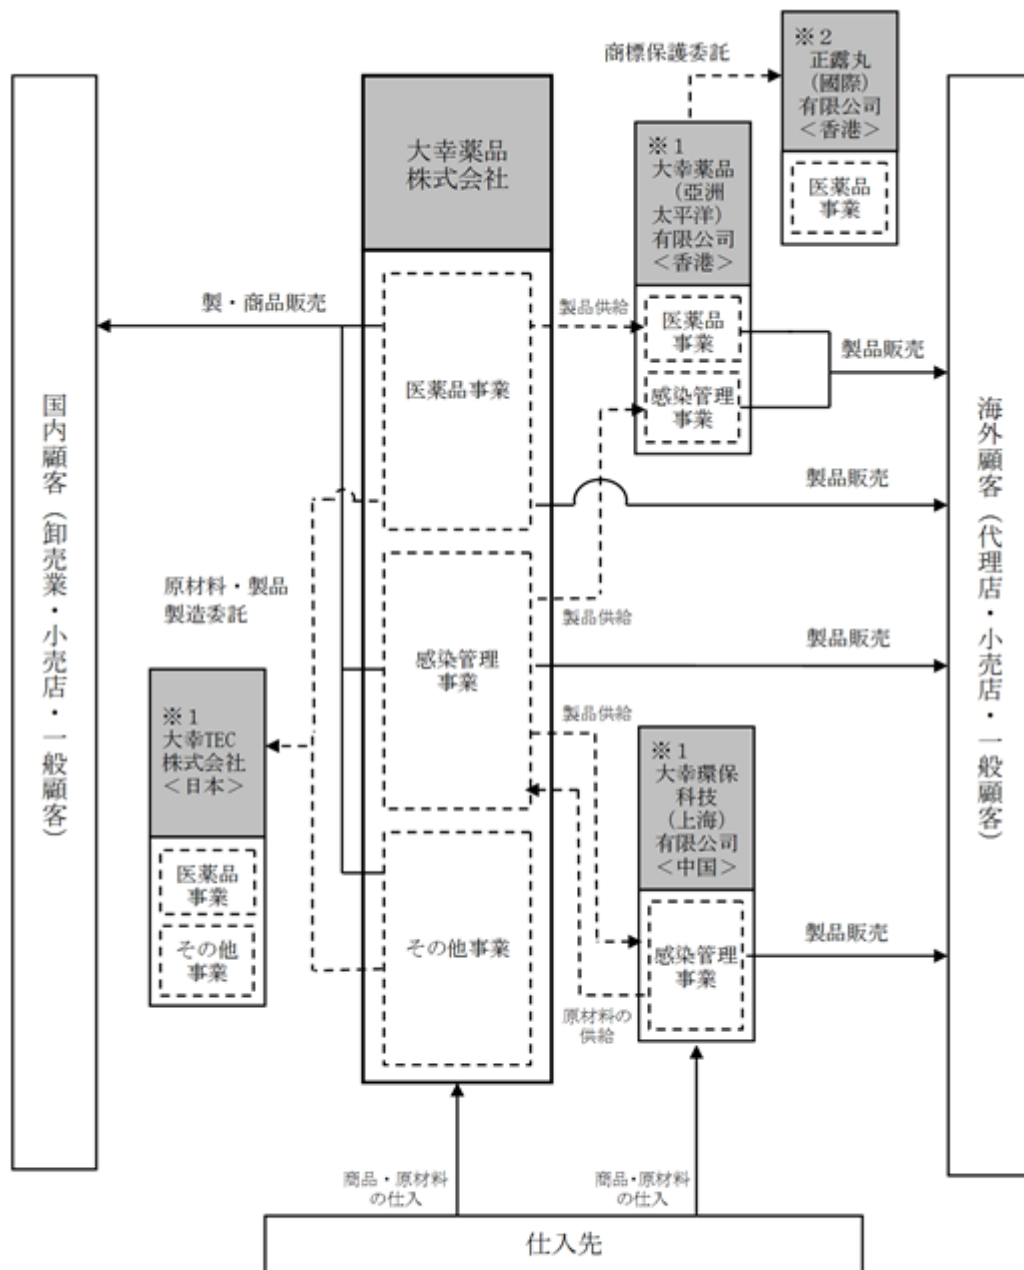 ※２
正露丸
（國際）
有限公司
＜香港＞
医薬品
事業
商標保護委託
大幸薬品
株式会社
※１
大幸薬品
（亞洲
太平洋）
有限公司
＜香港＞
医薬品
事業
感染管理
事業
製・商品販売
製品供給
製品販売
医薬品事業
国内顧客（卸売業・小売店・一般顧客）
海外顧客（代理店・小売店・一般顧客）
製品販売
原材料・製品
製造委託
製品供給
感染管理
事業
製品販売
製品供給
※１
大幸TEC
株式会社
＜日本＞
医薬品
事業
その他
事業
※１
大幸環保
科技
（上海）
有限公司
＜中国＞
感染管理
事業
製品販売
その他事業
原材料の
供給
商品・原材料
の仕入
商品・原材料
の仕入
仕入先